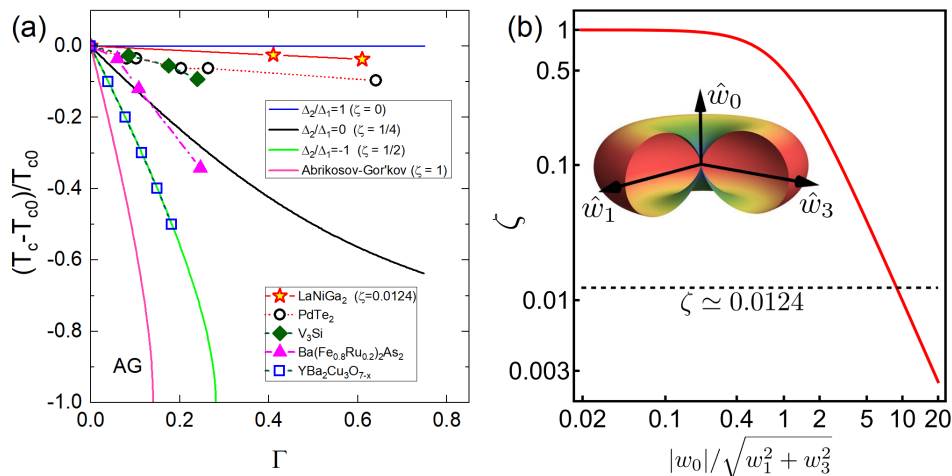 (a)
(T_c-T_c0)/T_c0
0.0
-0.2
-0.4
-0.6
-0.8
-1.0
0.0 0.2 0.4 0.6 0.8
Γ
Δ₂/Δ₁=1 (ζ = 0)
Δ₂/Δ₁=0 (ζ = 1/4)
Δ₂/Δ₁=-1 (ζ = 1/2)
Abrikosov-Gor'kov (ζ = 1)
LaNiGa₂ (ζ=0.0124)
PdTe₂
V₃Si
Ba(Fe₀.₈Ru₀.₂)₂As₂
YBa₂Cu₃O₇₋ₓ
AG
(b)
ζ
1
0.5
0.1
0.01
0.003
ŵ₀
ŵ₁
ŵ₃
ζ ≃ 0.0124
0.02 0.1 0.4 1 2 5 10 20
|w₀|/√(w₁²+w₃²)